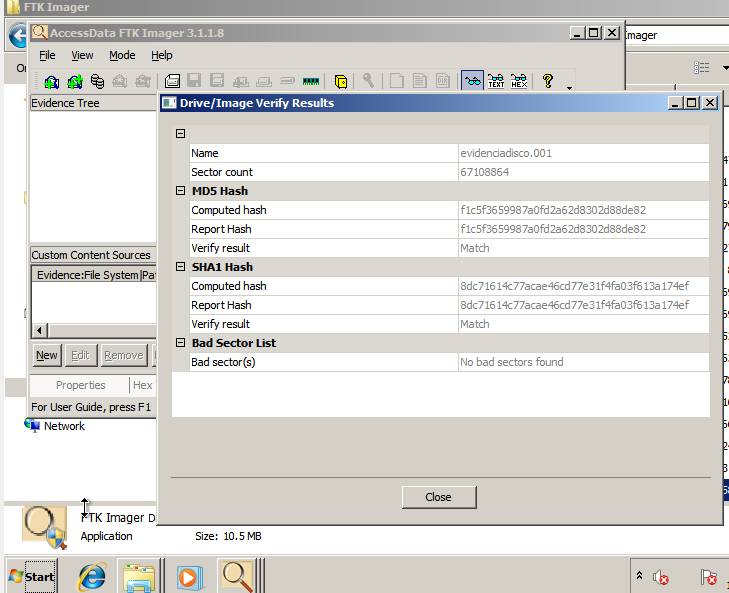 FTK Imager
AccessData FTK Imager 3.1.1.8
Imager
File View Mode Help
TEXT HEX
Evidence Tree
Drive/Image Verify Results
Name evidenciadisco.001
Sector count 67108864
MD5 Hash
Computed hash f1c5f3659987a0fd2a62d8302d88de82
Report Hash f1c5f3659987a0fd2a62d8302d88de82
Verify result Match
Custom Content Sources
SHA1 Hash
Evidence:File System|Pat
Computed hash 8dc71614c77acae46cd77e31f4fa03f613a174ef
Report Hash 8dc71614c77acae46cd77e31f4fa03f613a174ef
Verify result Match
Bad Sector List
New Edit Remove
Bad sector(s) No bad sectors found
Properties Hex
For User Guide, press F1
Network
Close
FTK Imager D
Application Size: 10.5 MB
Start